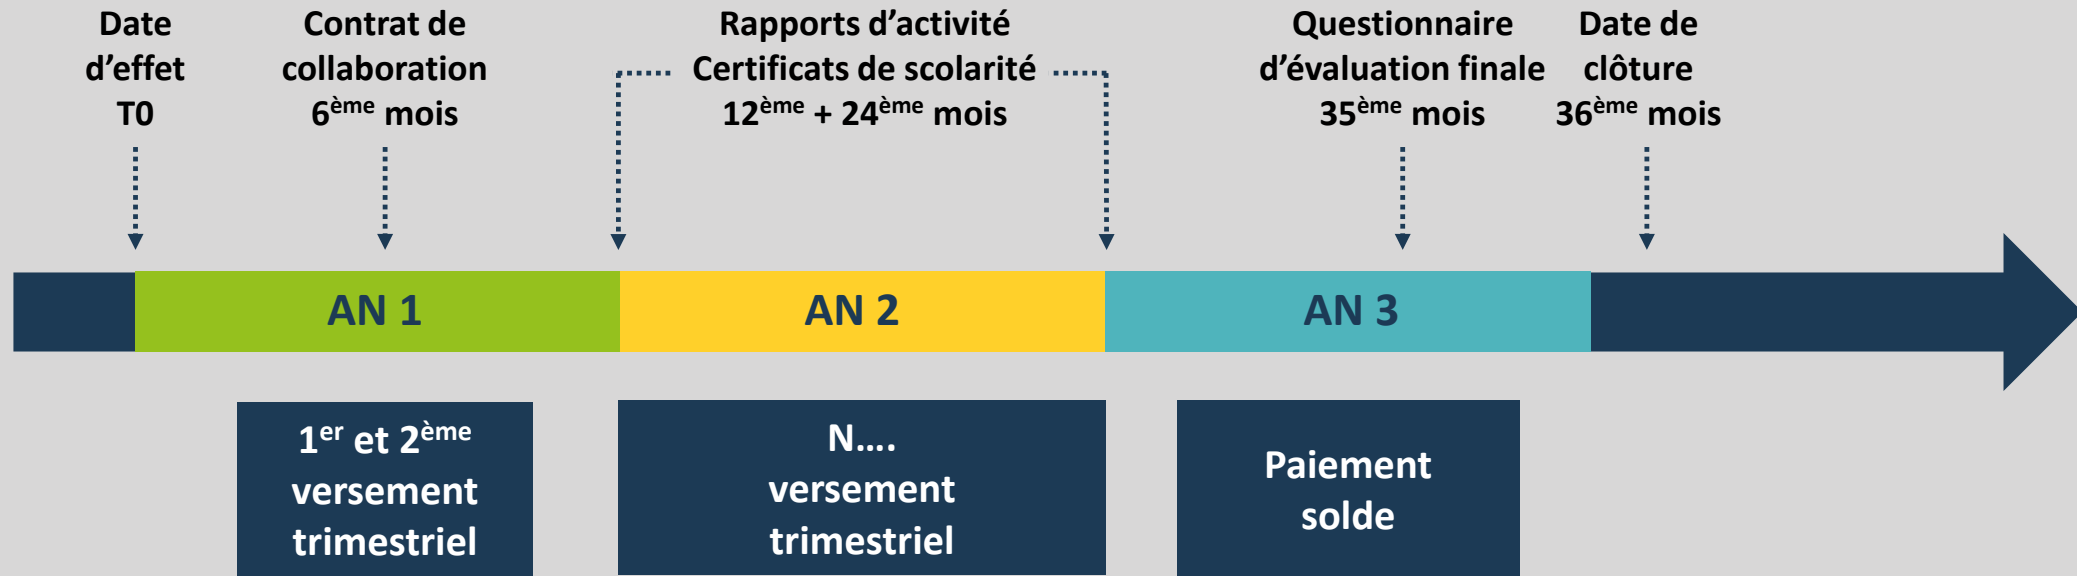 Date
d’effet
T0
Contrat de
collaboration
6ème mois
Rapports d’activité
Certificats de scolarité
12ème + 24ème mois
Questionnaire
d’évaluation finale
35ème mois
Date de
clôture
36ème mois
AN 1
AN 2
AN 3
1er et 2ème
versement
trimestriel
N....
versement
trimestriel
Paiement
solde